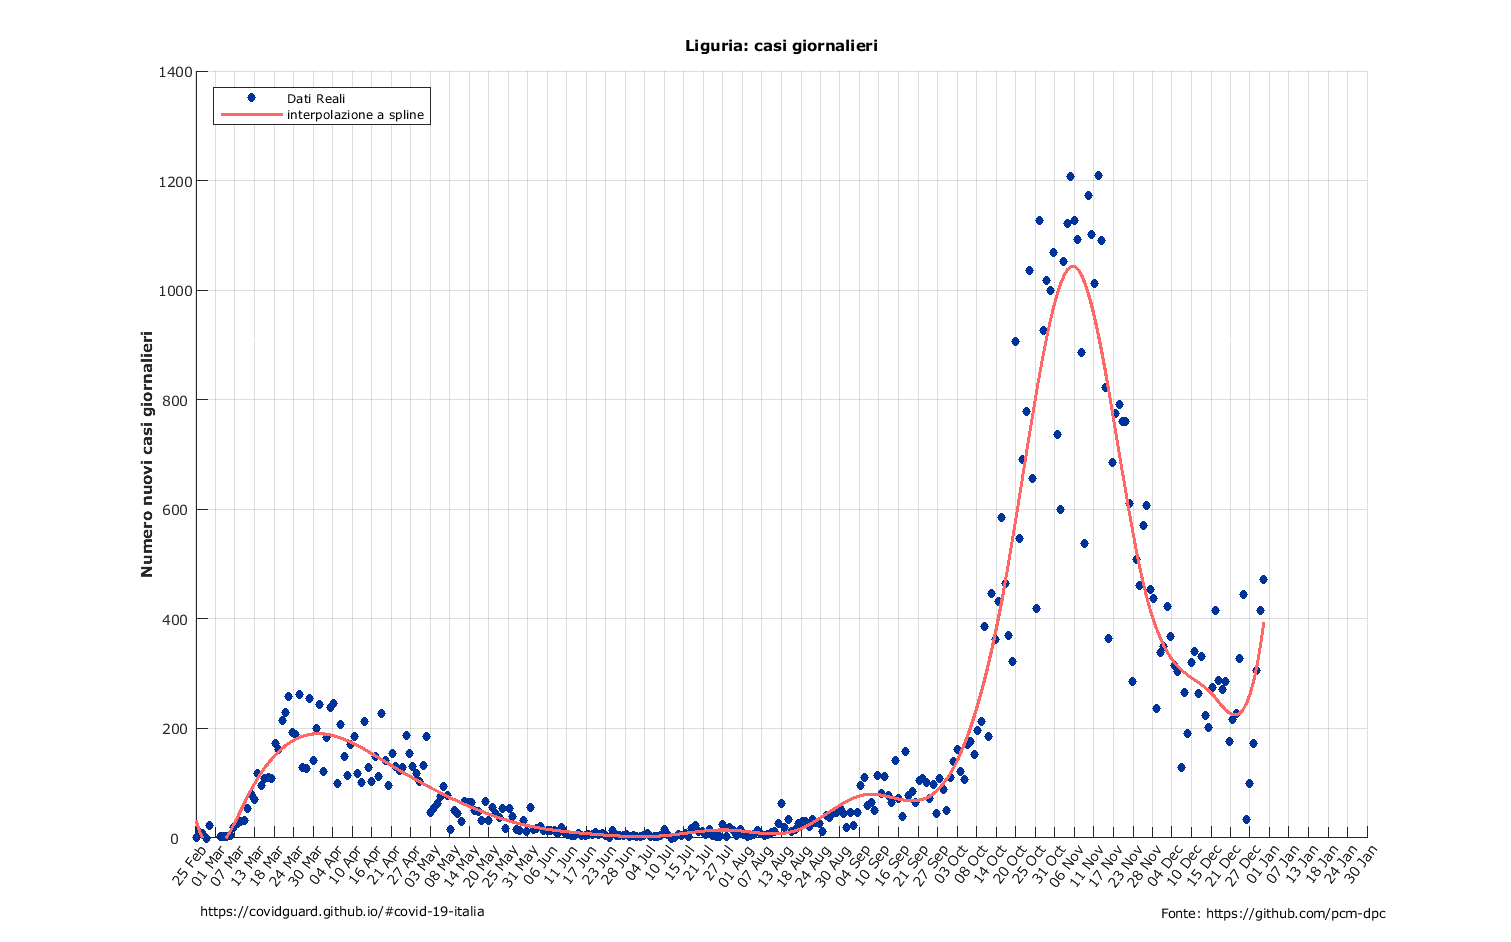 Liguria: casi giornalieri
Dati Reali
interpolazione a spline
Numero nuovi casi giornalieri
1400
1200
1000
800
600
400
200
0
25 Feb
01 Mar
07 Mar
13 Mar
18 Mar
24 Mar
30 Mar
04 Apr
10 Apr
16 Apr
21 Apr
27 Apr
03 May
08 May
14 May
20 May
25 May
31 May
06 Jun
11 Jun
17 Jun
23 Jun
28 Jun
04 Jul
10 Jul
15 Jul
21 Jul
27 Jul
01 Aug
07 Aug
13 Aug
18 Aug
24 Aug
30 Aug
04 Sep
10 Sep
16 Sep
21 Sep
27 Sep
03 Oct
08 Oct
14 Oct
20 Oct
25 Oct
31 Oct
06 Nov
11 Nov
17 Nov
23 Nov
28 Nov
04 Dec
10 Dec
15 Dec
21 Dec
27 Dec
01 Jan
07 Jan
13 Jan
18 Jan
24 Jan
30 Jan
https://covidguard.github.io/#covid-19-italia
Fonte: https://github.com/pcm-dpc